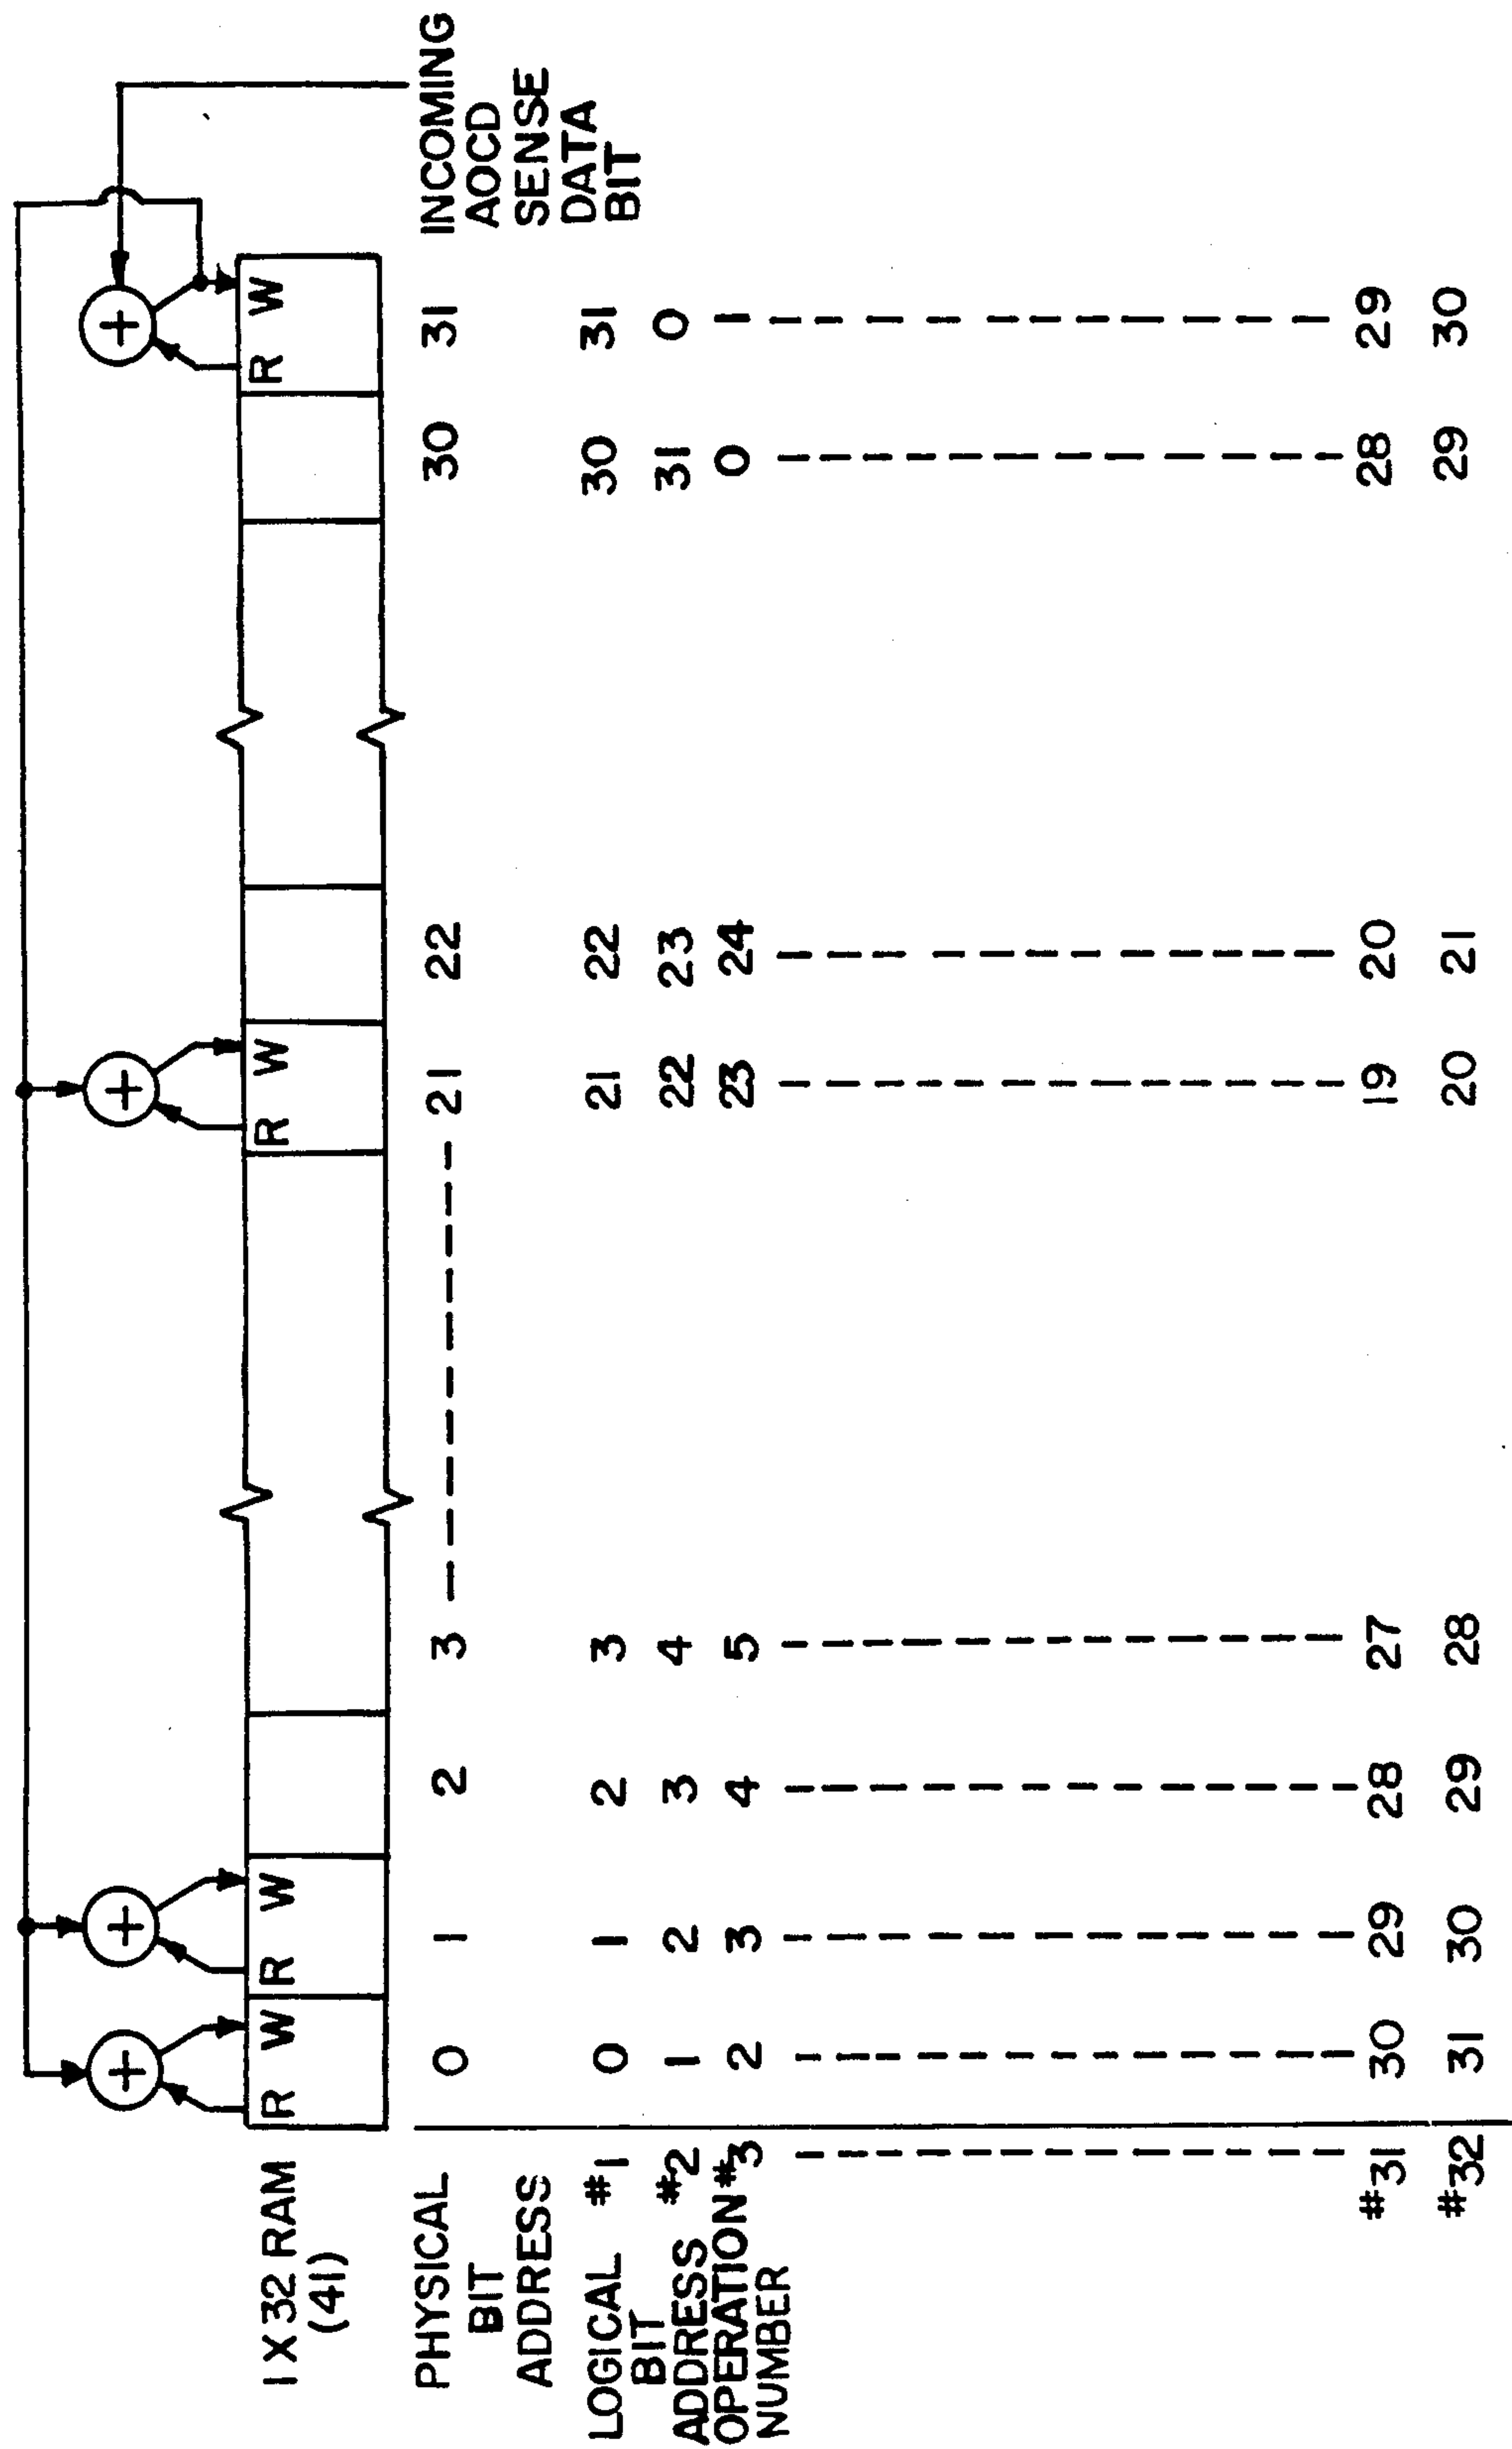 1 X 32 RAM
(41)
R W R W R W R W
PHYSICAL BIT ADDRESS
0 1 2 3 21 22 30 31
INCOMING
AOCD
SENSE
DATA
BIT
LOGICAL BIT ADDRESS
OPERATION NUMBER
#1 0 1 2 3 21 22 30 31
#2 1 2 3 4 22 23 31 0
#3 2 3 4 5 23 24 0 1
#31 30 29 28 27 19 20 28 29
#32 31 30 29 28 20 21 29 30